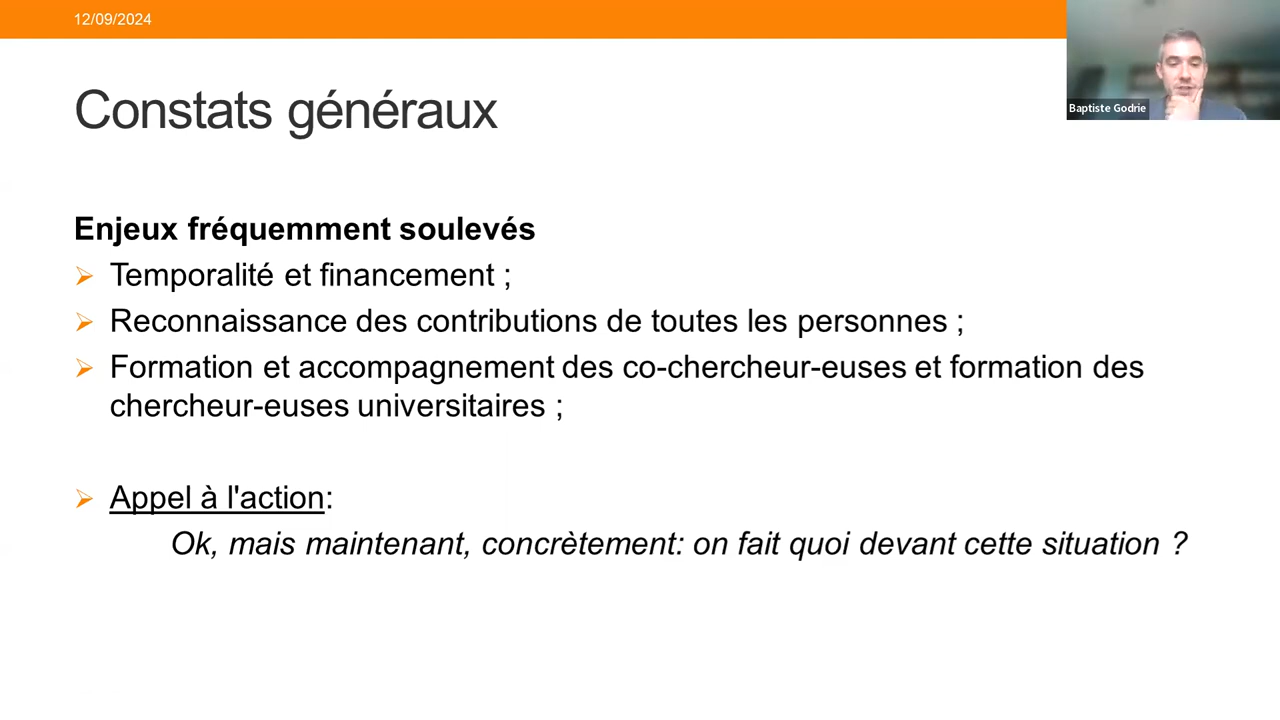 12/09/2024
Baptiste Godrie
Constats généraux
Enjeux fréquemment soulevés
Temporalité et financement ;
Reconnaissance des contributions de toutes les personnes ;
Formation et accompagnement des co-chercheur-euses et formation des
chercheur-euses universitaires ;
Appel à l'action:
Ok, mais maintenant, concrètement: on fait quoi devant cette situation ?